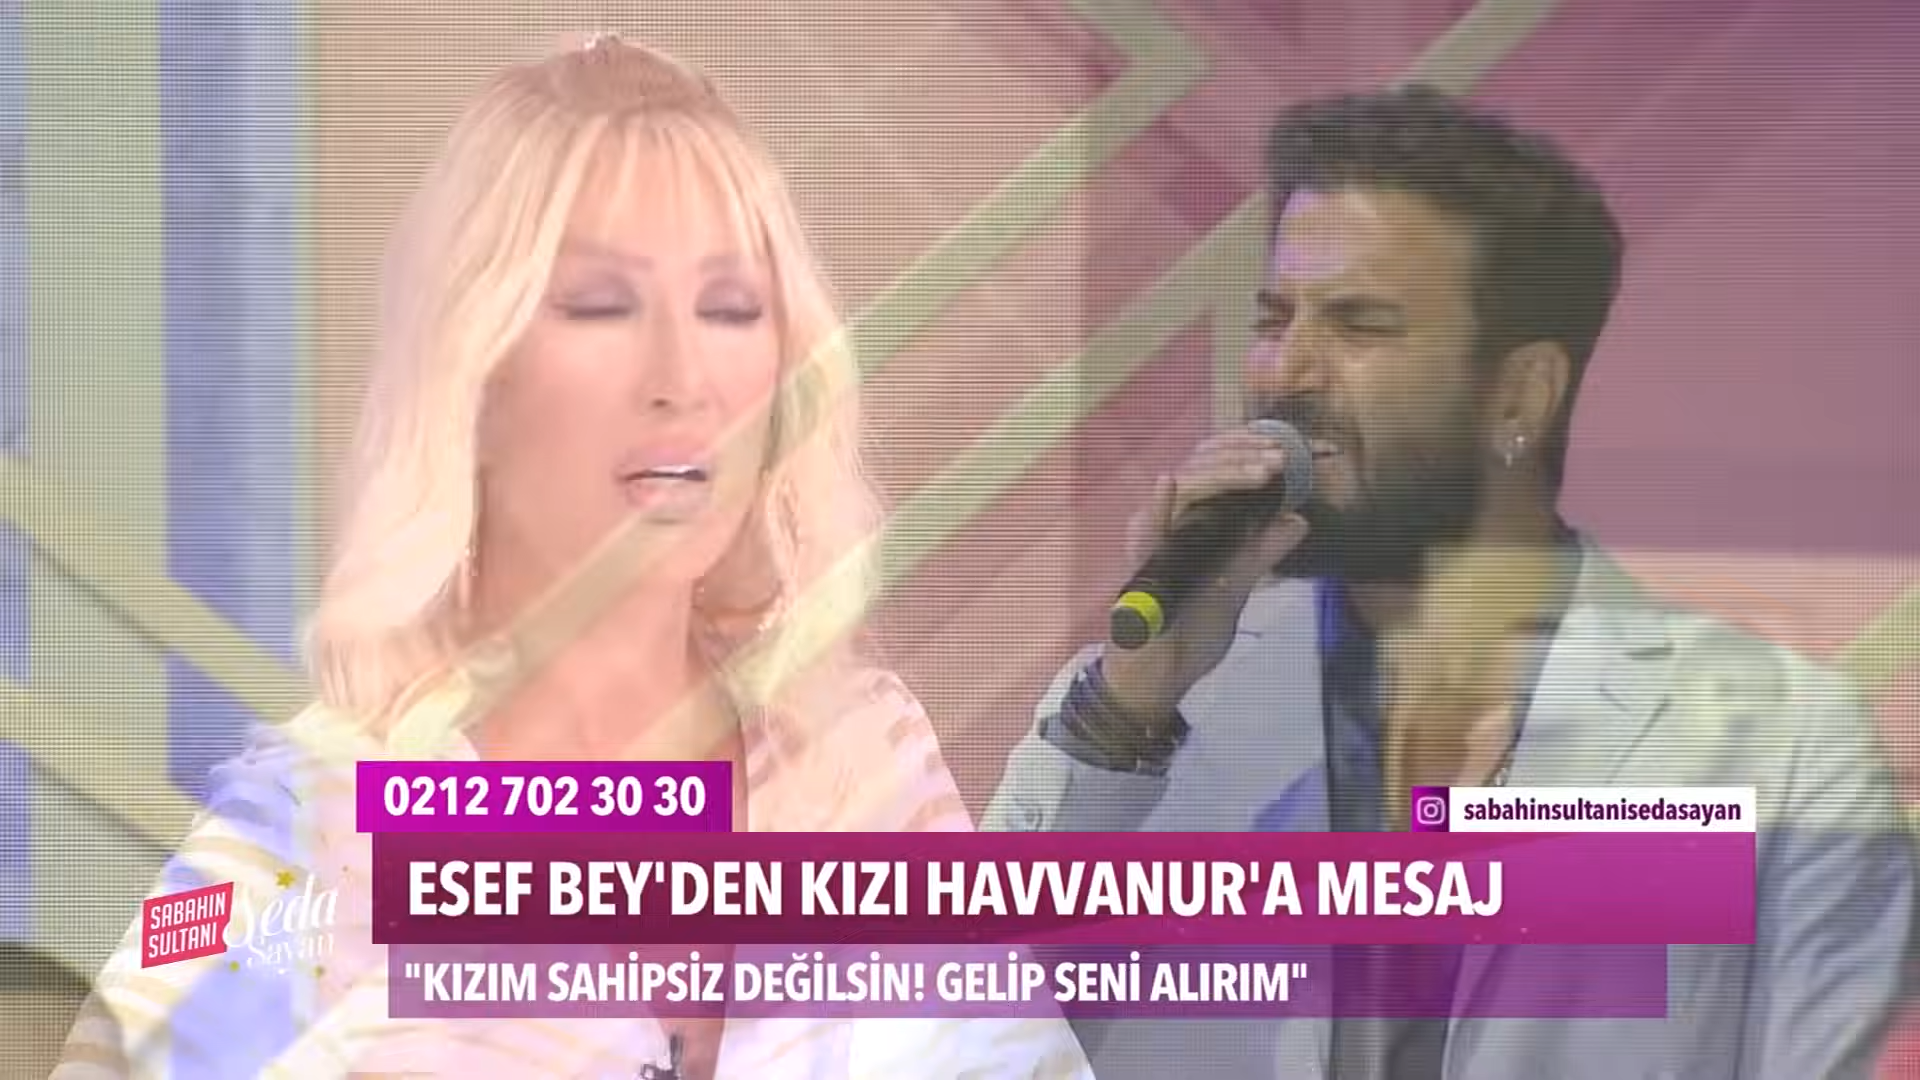 0212 702 30 30
sabahinsultanisedasayan
ESEF BEY'DEN KIZI HAVVANUR'A MESAJ
SABAHIN
SULTANI
Seda
Sayan
"KIZIM SAHİPSİZ DEĞİLSİN! GELİP SENİ ALIRIM"